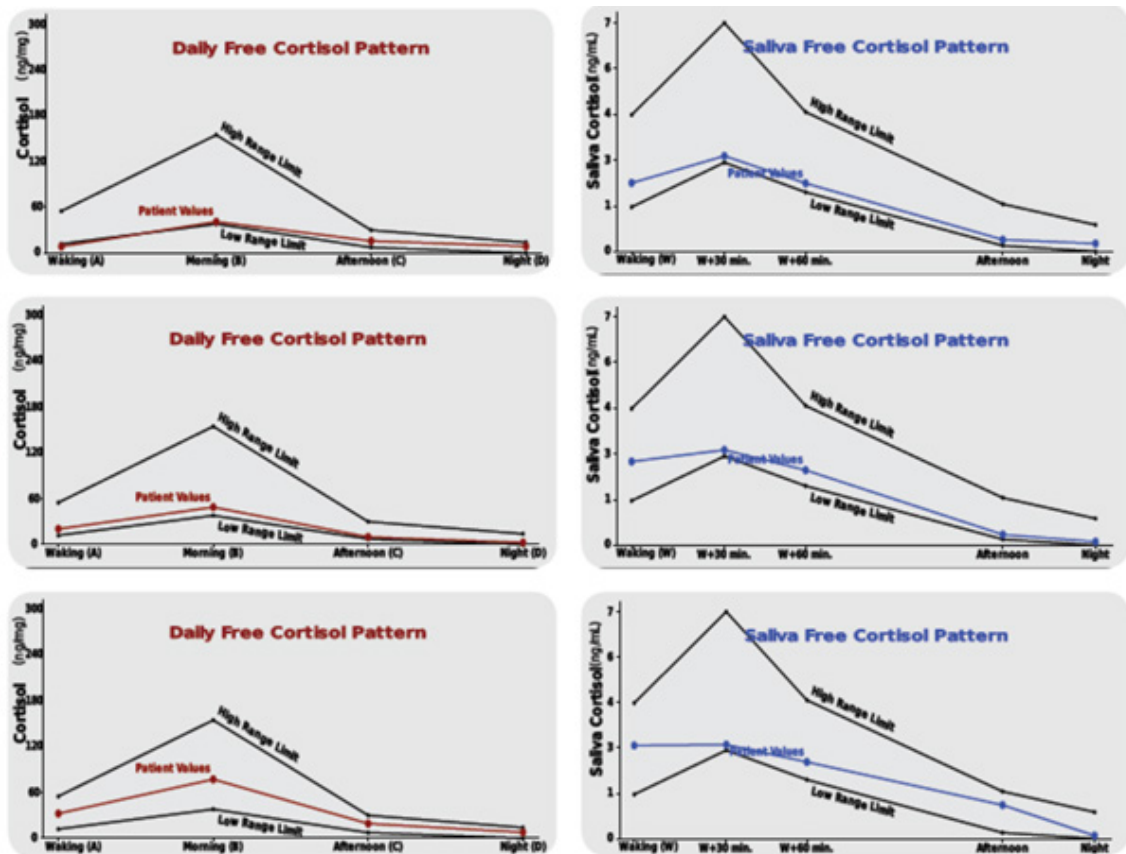 300
240
180
120
60
0
Cortisol (ng/mg)
Daily Free Cortisol Pattern
High Range Limit
Patient Values
Low Range Limit
Waking (A) Morning (B) Afternoon (C) Night (D)
7
6
4
3
1
0
Saliva Cortisol(ng/mL)
Saliva Free Cortisol Pattern
High Range Limit
Patient Values
Low Range Limit
Waking (W) W+30 min. W+60 min. Afternoon Night
300
240
180
120
60
0
Cortisol (ng/mg)
Daily Free Cortisol Pattern
High Range Limit
Patient Values
Low Range Limit
Waking (A) Morning (B) Afternoon (C) Night (D)
7
6
4
3
1
0
Saliva Cortisol(ng/mL)
Saliva Free Cortisol Pattern
High Range Limit
Patient Values
Low Range Limit
Waking (W) W+30 min. W+60 min. Afternoon Night
300
240
180
120
60
0
Cortisol (ng/mg)
Daily Free Cortisol Pattern
High Range Limit
Patient Values
Low Range Limit
Waking (A) Morning (B) Afternoon (C) Night (D)
7
6
4
3
1
0
Saliva Cortisol(ng/mL)
Saliva Free Cortisol Pattern
High Range Limit
Patient Values
Low Range Limit
Waking (W) W+30 min. W+60 min. Afternoon Night